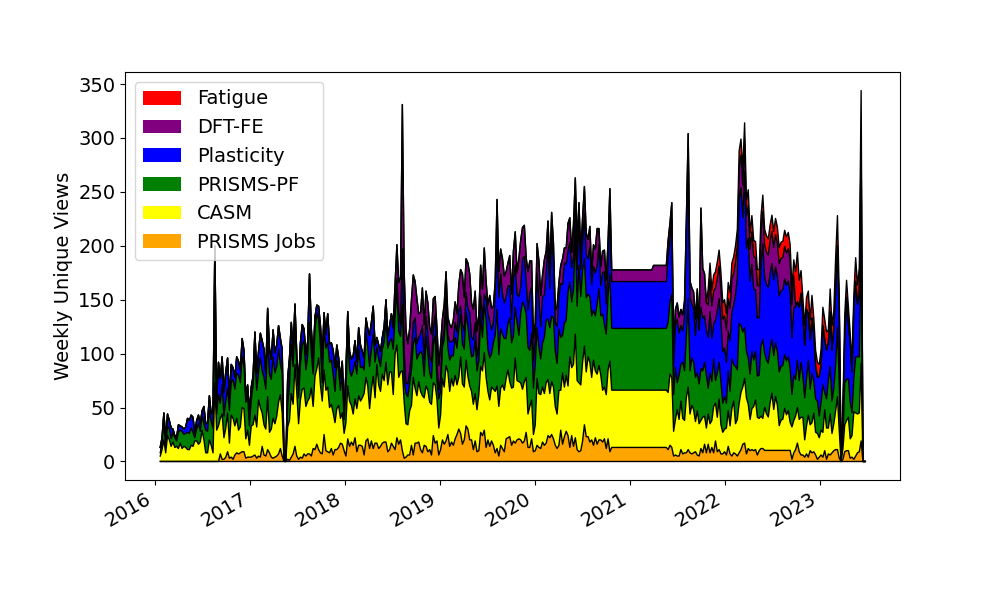 350
300
250
200
150
100
50
0
Weekly Unique Views
Fatigue
DFT-FE
Plasticity
PRISMS-PF
CASM
PRISMS Jobs
2016
2017
2018
2019
2020
2021
2022
2023